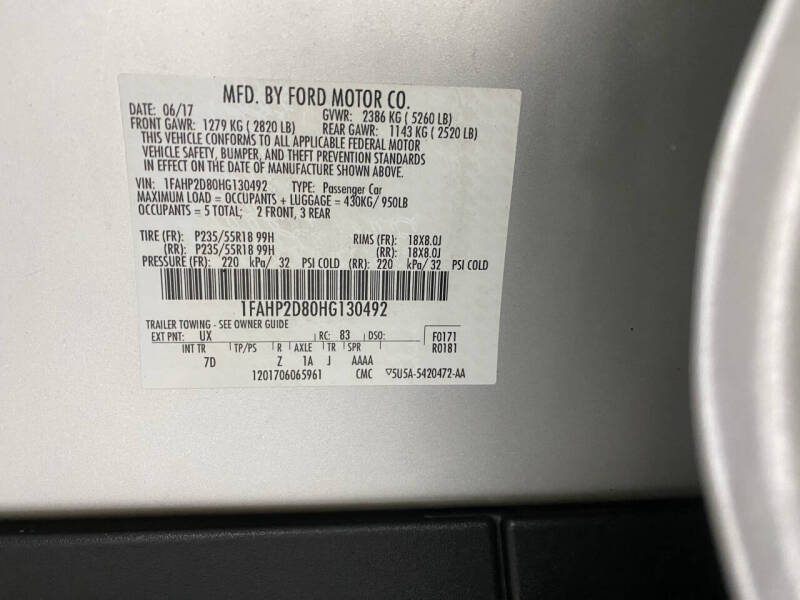 MFD. BY FORD MOTOR CO.
DATE: 06/17 GVWR: 2386 KG ( 5260 LB)
FRONT GAWR: 1279 KG ( 2820 LB) REAR GAWR: 1143 KG ( 2520 LB)
THIS VEHICLE CONFORMS TO ALL APPLICABLE FEDERAL MOTOR
VEHICLE SAFETY, BUMPER, AND THEFT PREVENTION STANDARDS
IN EFFECT ON THE DATE OF MANUFACTURE SHOWN ABOVE.
VIN: 1FAHP2D80HG130492 TYPE: Passenger Car
MAXIMUM LOAD = OCCUPANTS + LUGGAGE = 430KG/ 950LB
OCCUPANTS = 5 TOTAL; 2 FRONT, 3 REAR
TIRE (FR): P235/55R18 99H RIMS (FR): 18X8.0J
(RR): P235/55R18 99H (RR): 18X8.0J
PRESSURE (FR): 220 kPa/ 32 PSI COLD (RR): 220 kPa/ 32 PSI COLD
1FAHP2D80HG130492
TRAILER TOWING - SEE OWNER GUIDE
EXT PNT: UX RC: 83 DSO: F0171
INT TR TP/PS R AXLE TR SPR R0181
7D Z 1A J AAAA
1201706065961 CMC ▽5U5A-5420472-AA